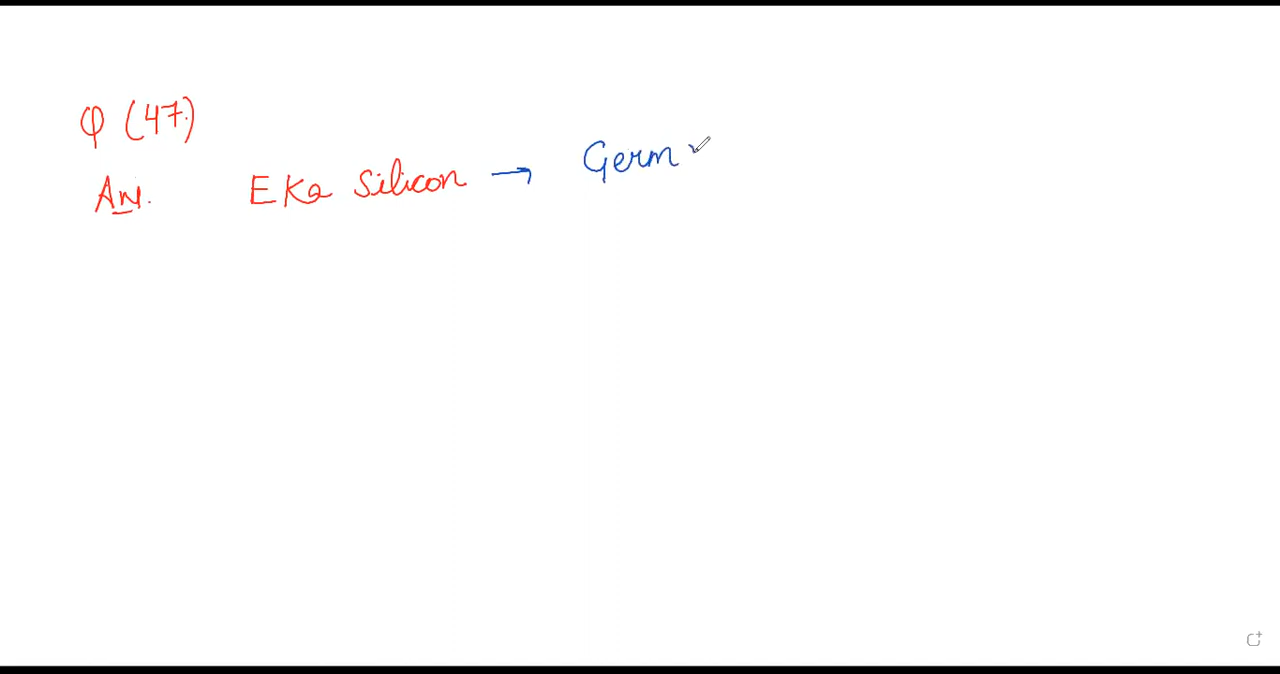 Q (47)
Ans. Eka Silicon → Germ